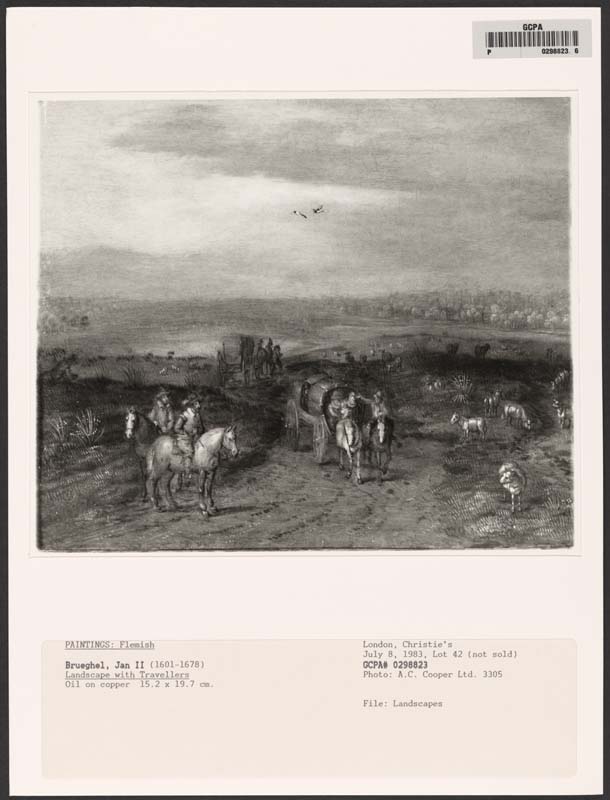 GCPA
P 0298823 6
PAINTINGS: Flemish
Brueghel, Jan II (1601-1678)
Landscape with Travellers
Oil on copper 15.2 x 19.7 cm.
London, Christie's
July 8, 1983, Lot 42 (not sold)
GCPA# 0298823
Photo: A.C. Cooper Ltd. 3305
File: Landscapes